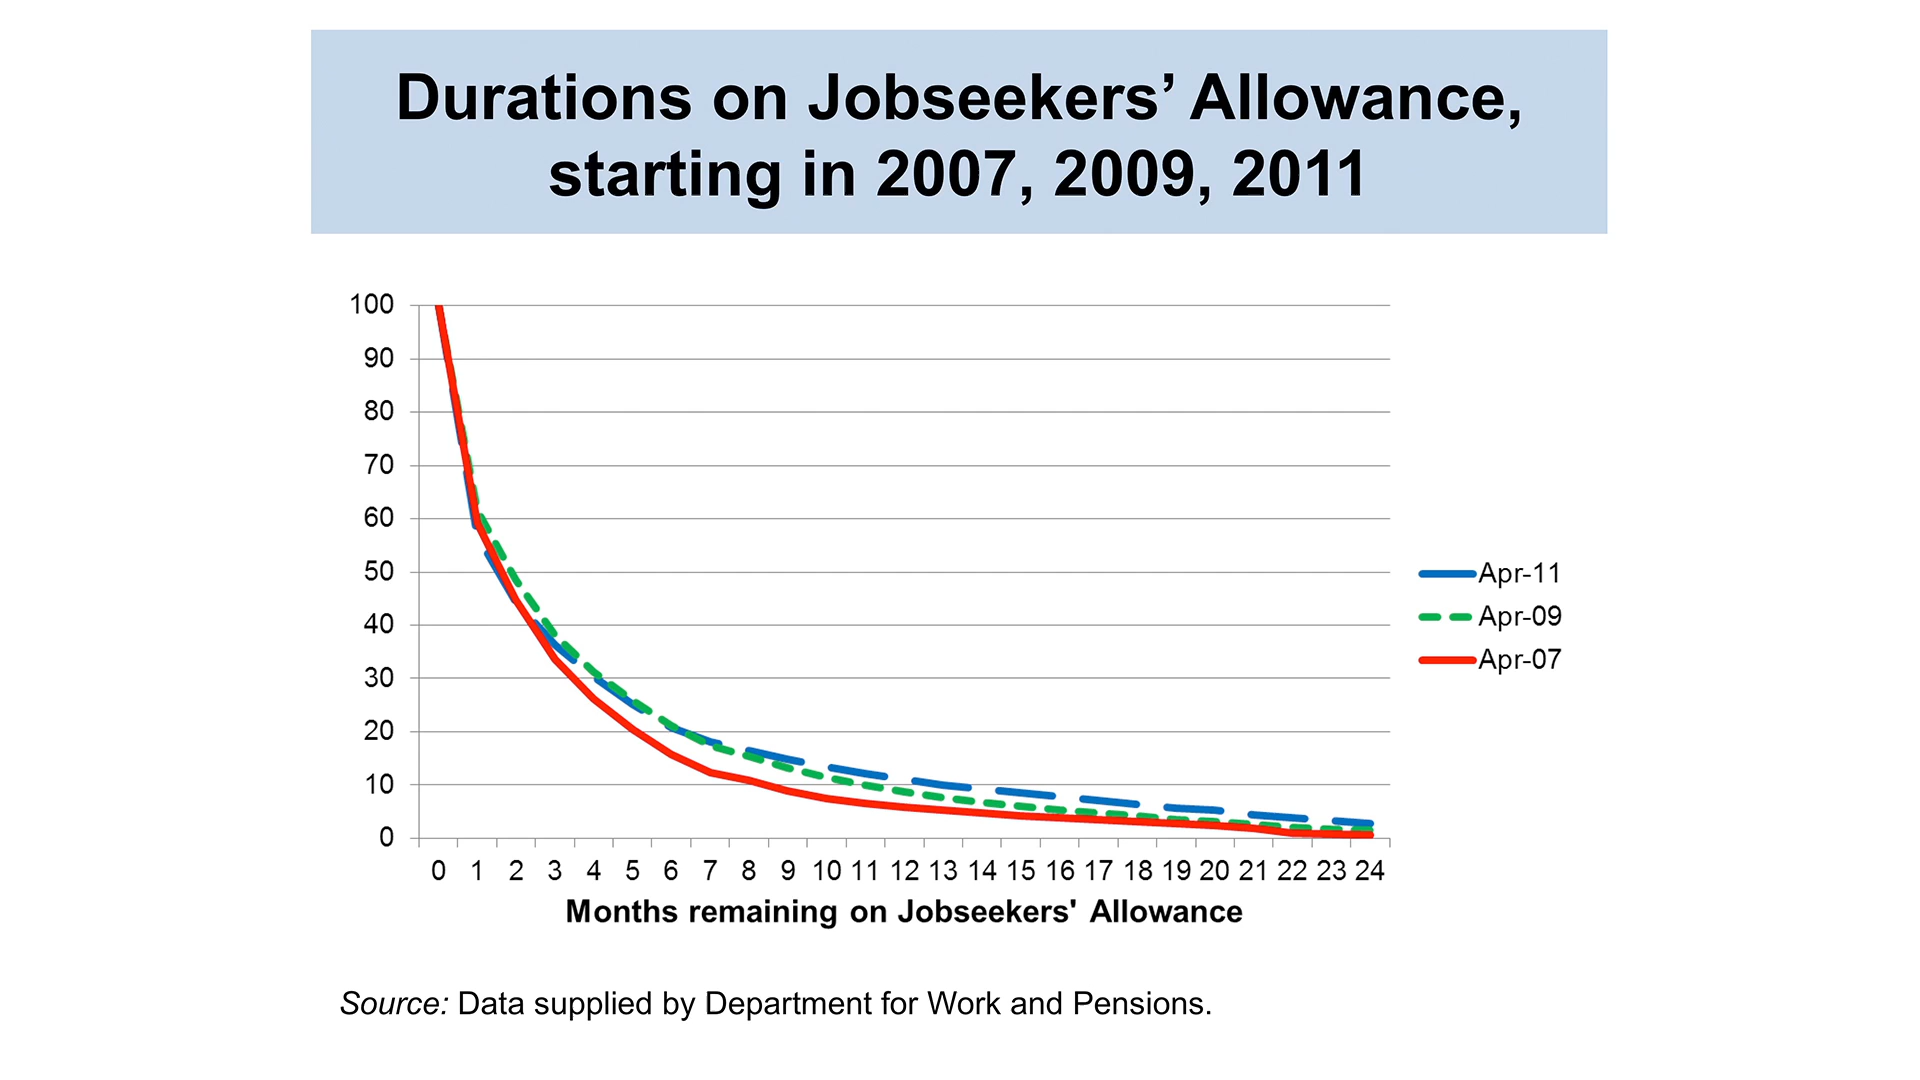 Durations on Jobseekers’ Allowance,
starting in 2007, 2009, 2011
100
90
80
70
60
50
40
30
20
10
0
0 1 2 3 4 5 6 7 8 9 10 11 12 13 14 15 16 17 18 19 20 21 22 23 24
Months remaining on Jobseekers' Allowance
Apr-11
Apr-09
Apr-07
Source: Data supplied by Department for Work and Pensions.